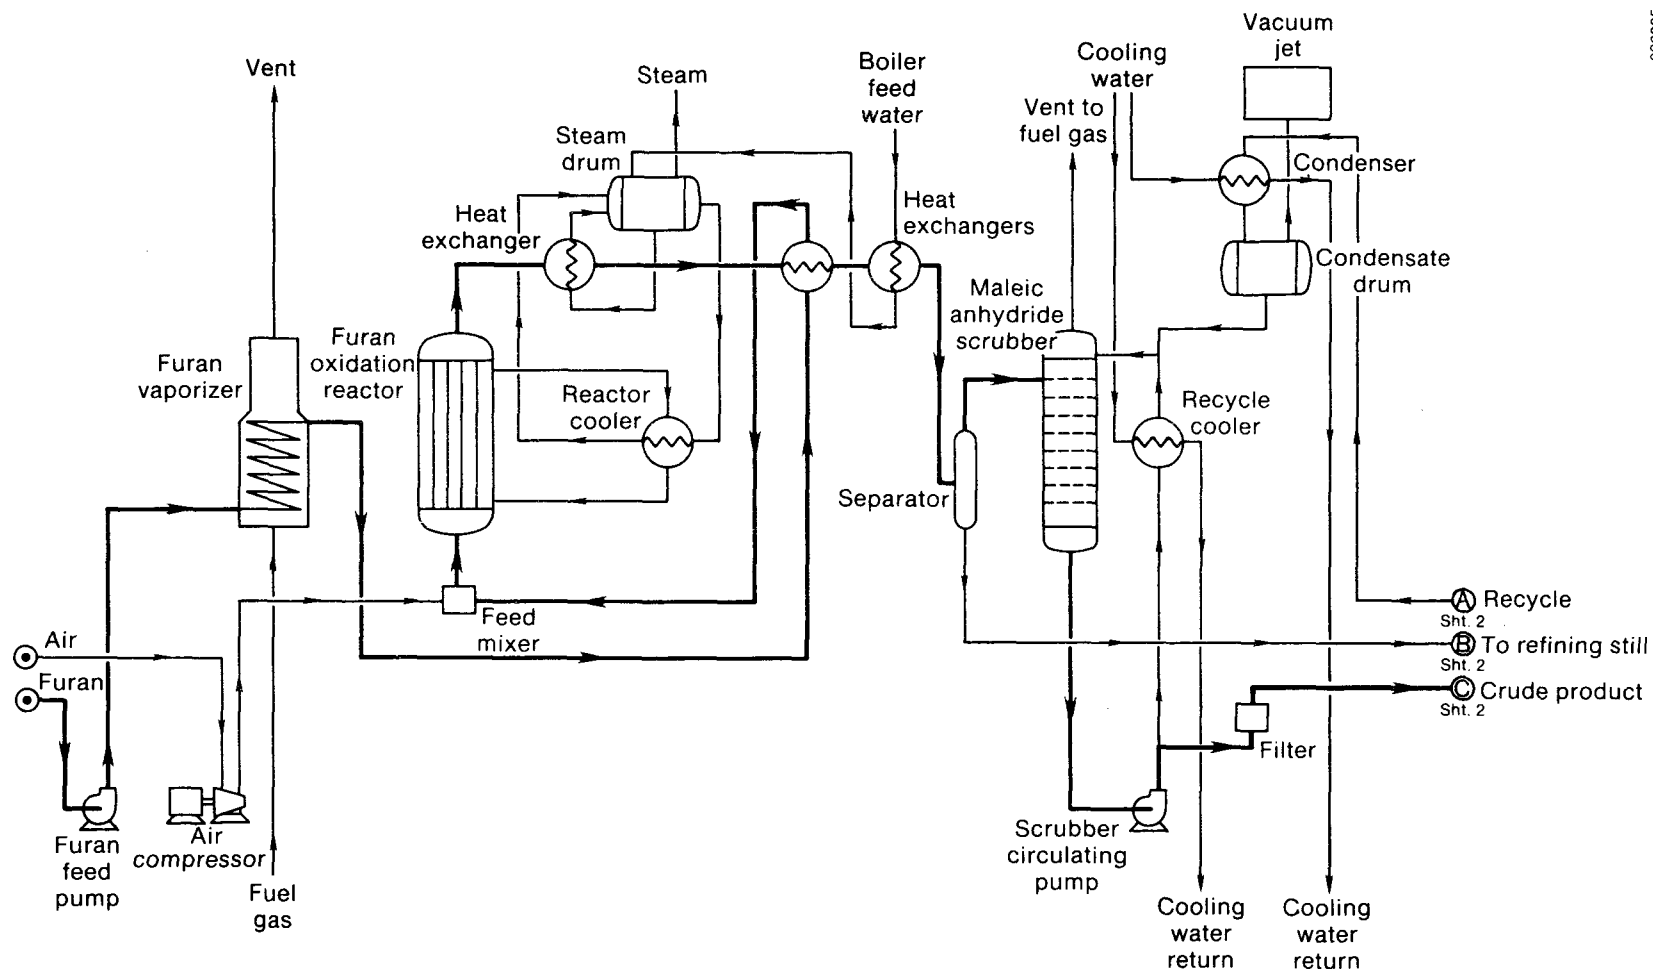 Vacuum
jet
Cooling
water
Boiler
feed
water
Vent
Steam
Vent to
fuel gas
Steam
drum
Condenser
Heat
exchanger
Heat
exchangers
Condensate
drum
Maleic
anhydride
scrubber
Furan
vaporizer
Furan
oxidation
reactor
Reactor
cooler
Recycle
cooler
Separator
Feed
mixer
A Recycle
Sht. 2
B To refining still
Sht. 2
C Crude product
Sht. 2
Air
Furan
Filter
Furan
feed
pump
Air
compressor
Fuel
gas
Scrubber
circulating
pump
Cooling
water
return
Cooling
water
return